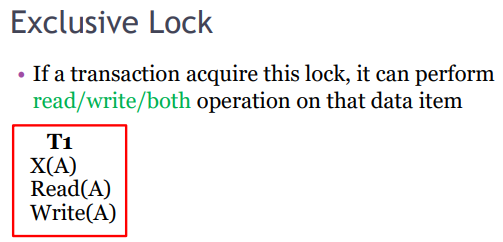 Exclusive Lock
• If a transaction acquire this lock, it can perform
read/write/both operation on that data item
T1
X(A)
Read(A)
Write(A)